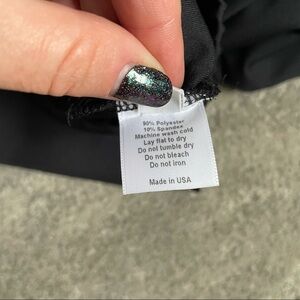 90% Polyester
10% Spandex
Machine wash cold
Lay flat to dry
Do not tumble dry
Do not bleach
Do not iron
Made in USA